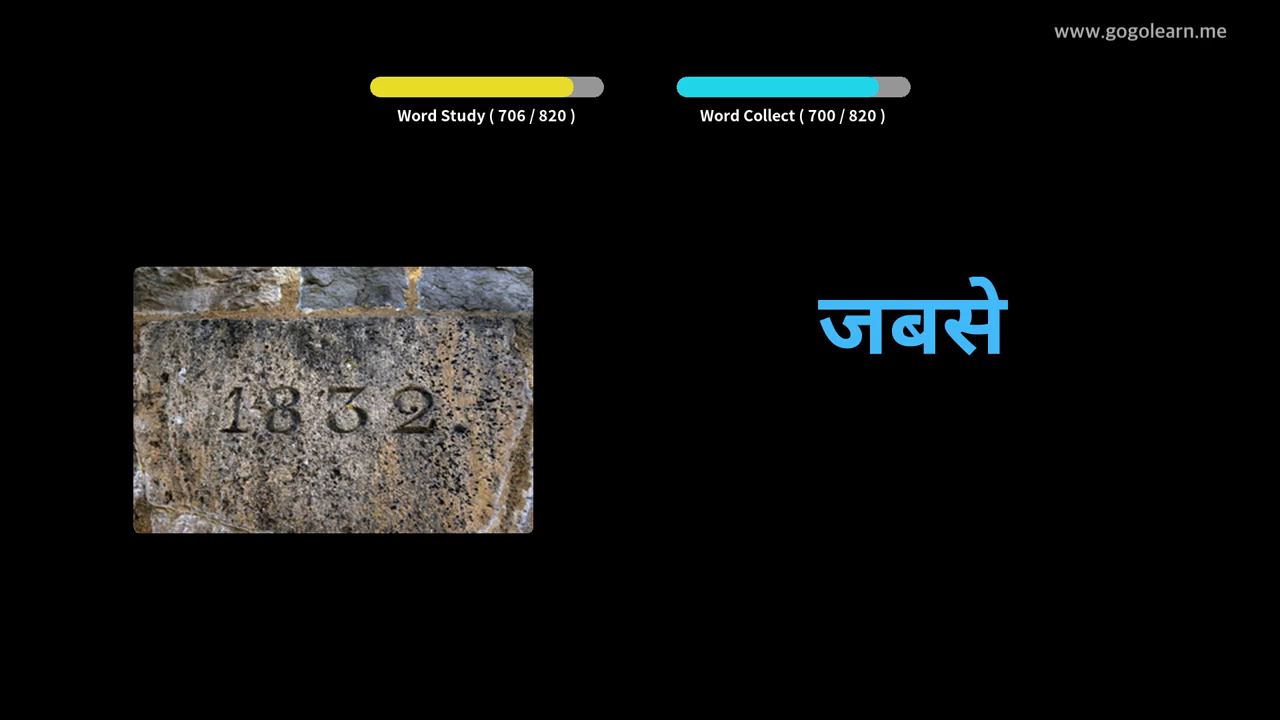 www.gogolearn.me
Word Study ( 706 / 820 )
Word Collect ( 700 / 820 )
जबसे
1832.